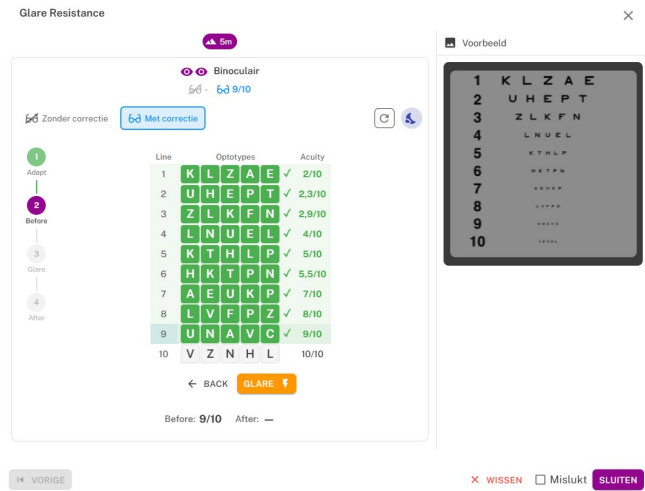 Glare Resistance
5m
Voorbeeld
Binoculair
- 9/10
Zonder correctie
Met correctie
1
Adapt
2
Before
3
Glare
4
After
Line Optotypes Acuity
1 K L Z A E ✓ 2/10
2 U H E P T ✓ 2,3/10
3 Z L K F N ✓ 2,9/10
4 L N U E L ✓ 4/10
5 K T H L P ✓ 5/10
6 H K T P N ✓ 5,5/10
7 A E U K P ✓ 7/10
8 L V F P Z ✓ 8/10
9 U N A V C ✓ 9/10
10 V Z N H L 10/10
← BACK
GLARE
Before: 9/10 After: —
1 K L Z A E
2 U H E P T
3 Z L K F N
4 L N U E L
5 K T H L P
6 H K T P N
7 A E U K P
8
9
10
VORIGE
WISSEN
Mislukt
SLUITEN